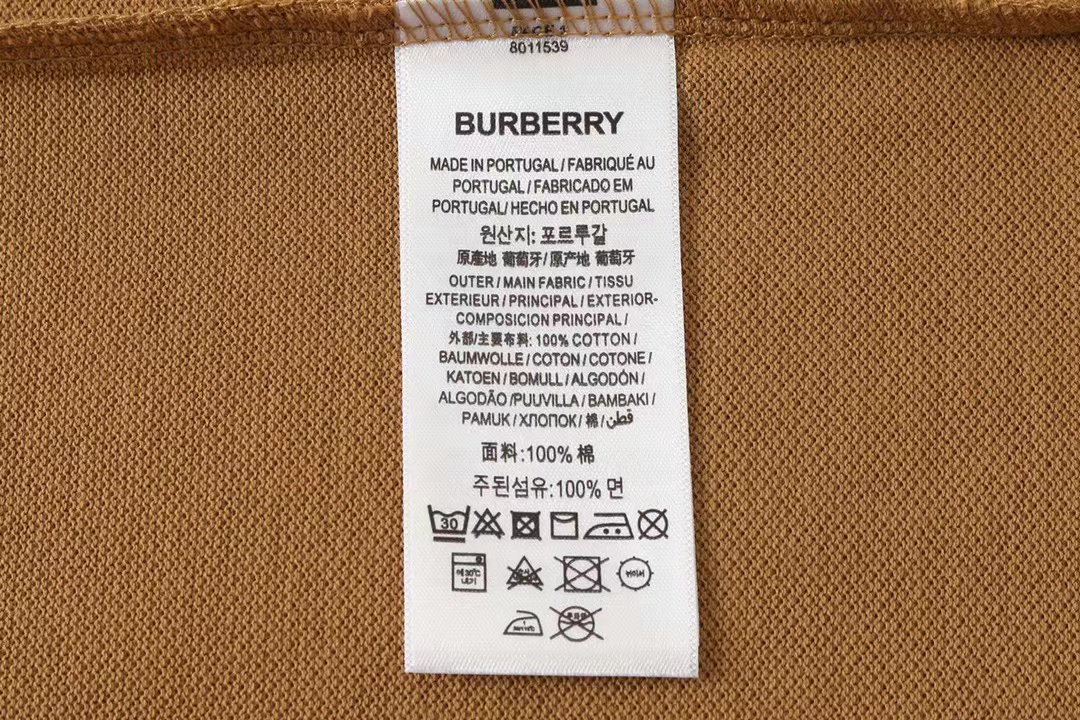 8011539
BURBERRY
MADE IN PORTUGAL / FABRIQUÉ AU
PORTUGAL / FABRICADO EM
PORTUGAL/ HECHO EN PORTUGAL
원산지: 포르투갈
原產地 葡萄牙/ 原产地 葡萄牙
OUTER / MAIN FABRIC / TISSU
EXTERIEUR / PRINCIPAL / EXTERIOR-
COMPOSICION PRINCIPAL /
外部/主要布料: 100% COTTON /
BAUMWOLLE / COTON / COTONE /
KATOEN / BOMULL / ALGODÓN /
ALGODÃO /PUUVILLA / BAMBAKI /
PAMUK / ХЛОПОК/ 棉 / قطن
面料:100% 棉
주된섬유:100% 면
30